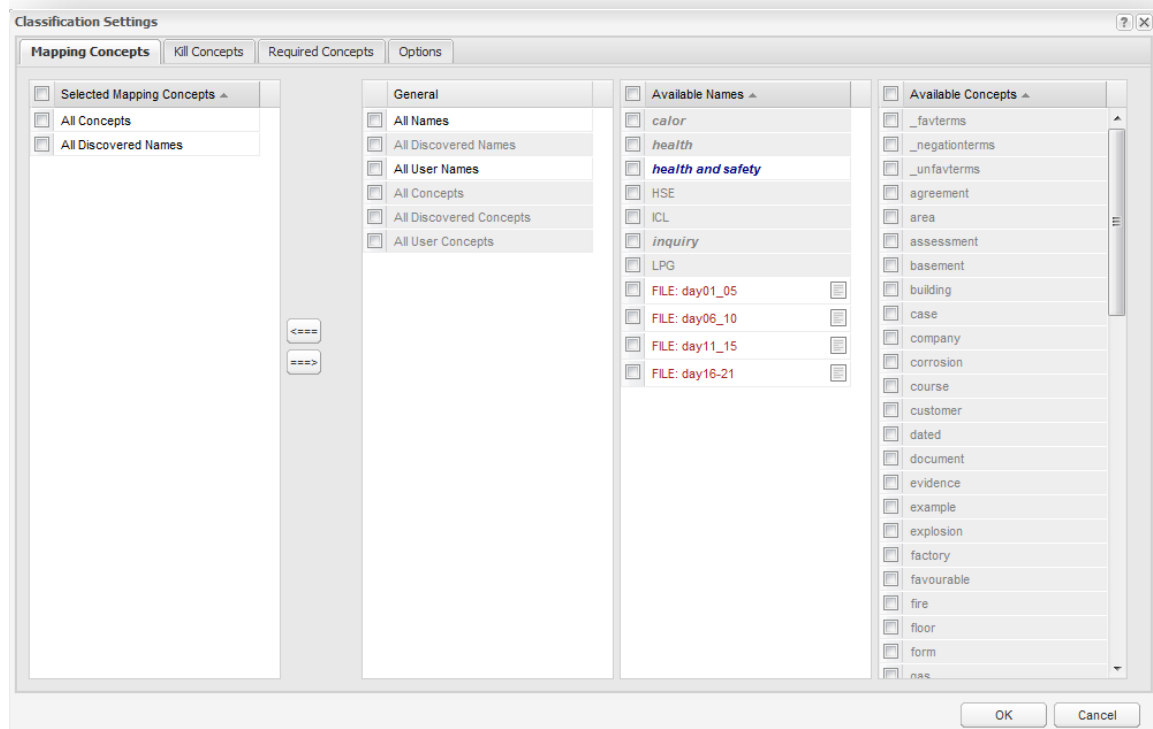 Classification Settings
Mapping Concepts
Kill Concepts
Required Concepts
Options
Selected Mapping Concepts
All Concepts
All Discovered Names
<===
===>
General
All Names
All Discovered Names
All User Names
All Concepts
All Discovered Concepts
All User Concepts
Available Names
calor
health
health and safety
HSE
ICL
inquiry
LPG
FILE: day01_05
FILE: day06_10
FILE: day11_15
FILE: day16-21
Available Concepts
_favterms
_negationterms
_unfavterms
agreement
area
assessment
basement
building
case
company
corrosion
course
customer
dated
document
evidence
example
explosion
factory
favourable
fire
floor
form
gas
OK
Cancel